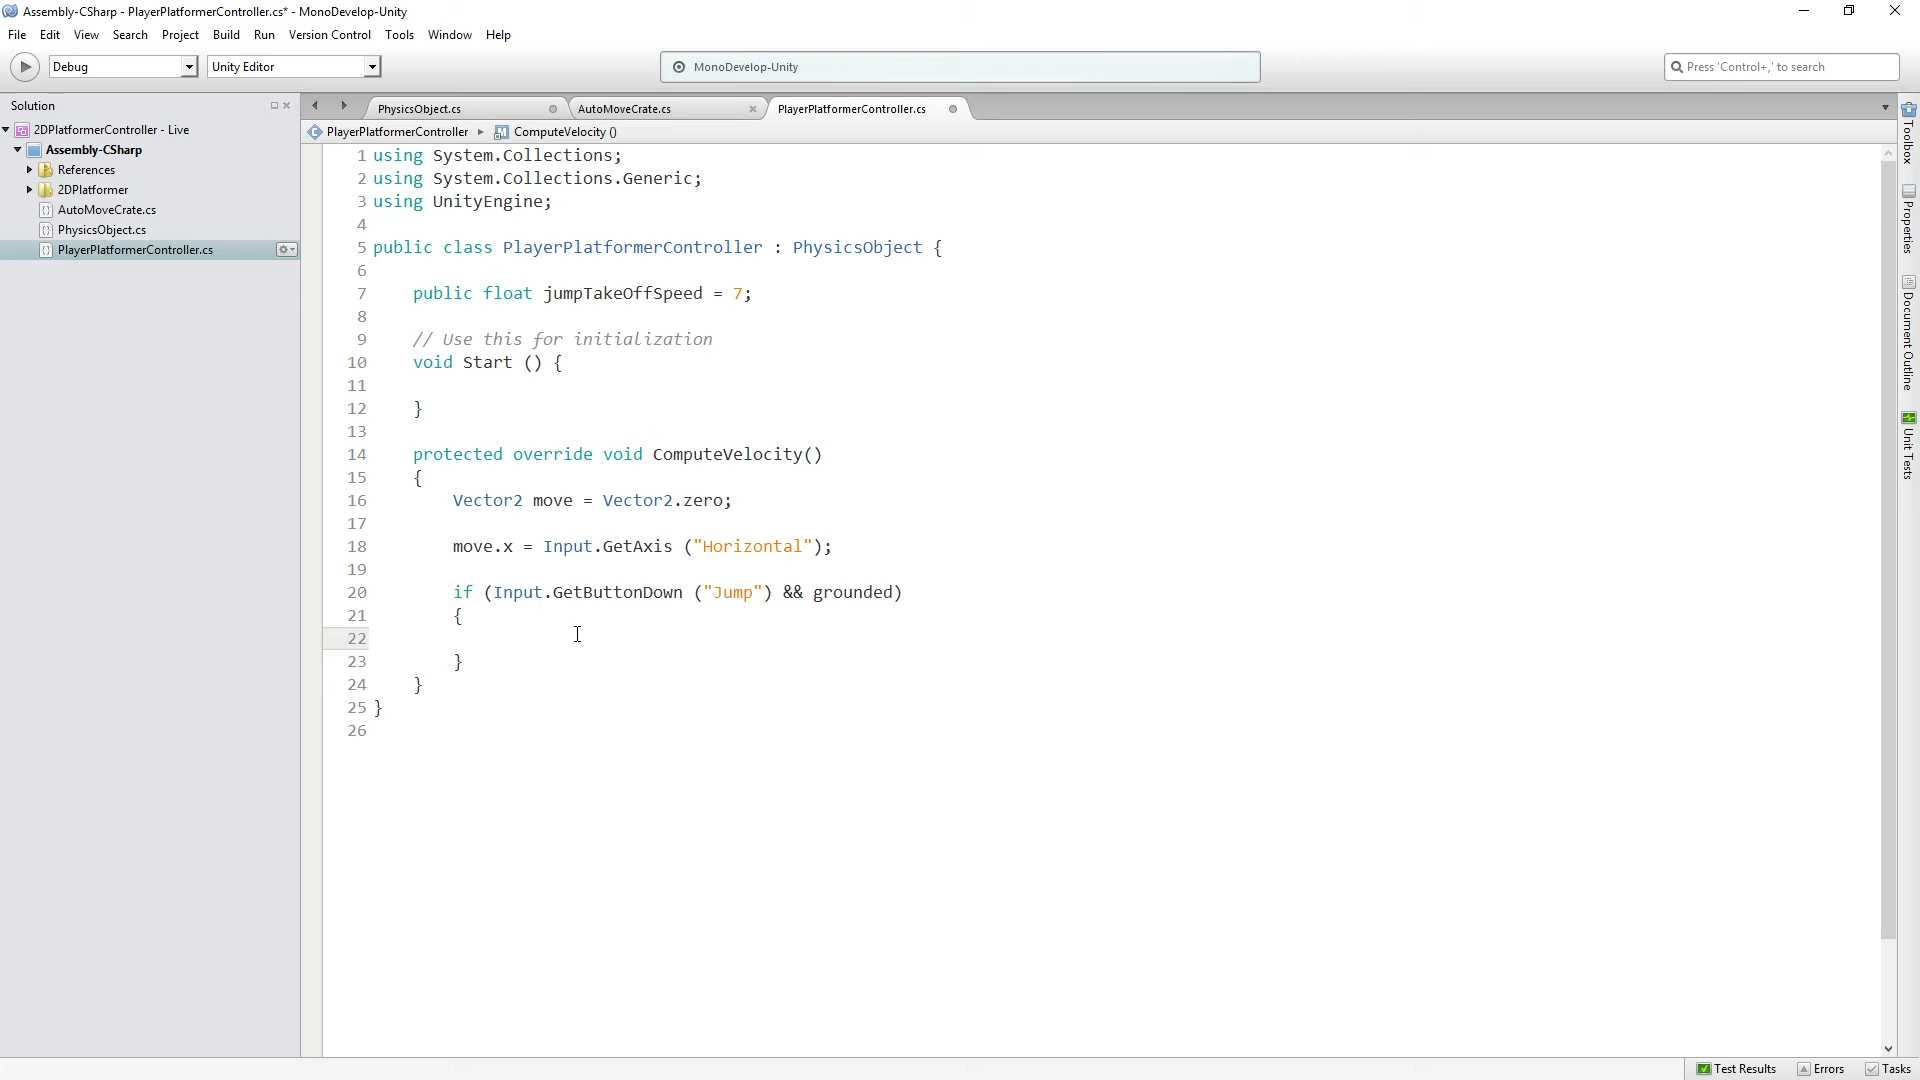 Assembly-CSharp - PlayerPlatformerController.cs* - MonoDevelop-Unity
File Edit View Search Project Build Run Version Control Tools Window Help
Debug Unity Editor MonoDevelop-Unity Press 'Control+,' to search
Solution
2DPlatformerController - Live
Assembly-CSharp
References
2DPlatformer
AutoMoveCrate.cs
PhysicsObject.cs
PlayerPlatformerController.cs
PhysicsObject.cs AutoMoveCrate.cs PlayerPlatformerController.cs
PlayerPlatformerController ComputeVelocity ()
1 using System.Collections;
2 using System.Collections.Generic;
3 using UnityEngine;
4
5 public class PlayerPlatformerController : PhysicsObject {
6
7 public float jumpTakeOffSpeed = 7;
8
9 // Use this for initialization
10 void Start () {
11
12 }
13
14 protected override void ComputeVelocity()
15 {
16 Vector2 move = Vector2.zero;
17
18 move.x = Input.GetAxis ("Horizontal");
19
20 if (Input.GetButtonDown ("Jump") && grounded)
21 {
22
23 }
24 }
25 }
26
Toolbox
Properties
Document Outline
Unit Tests
Test Results Errors Tasks